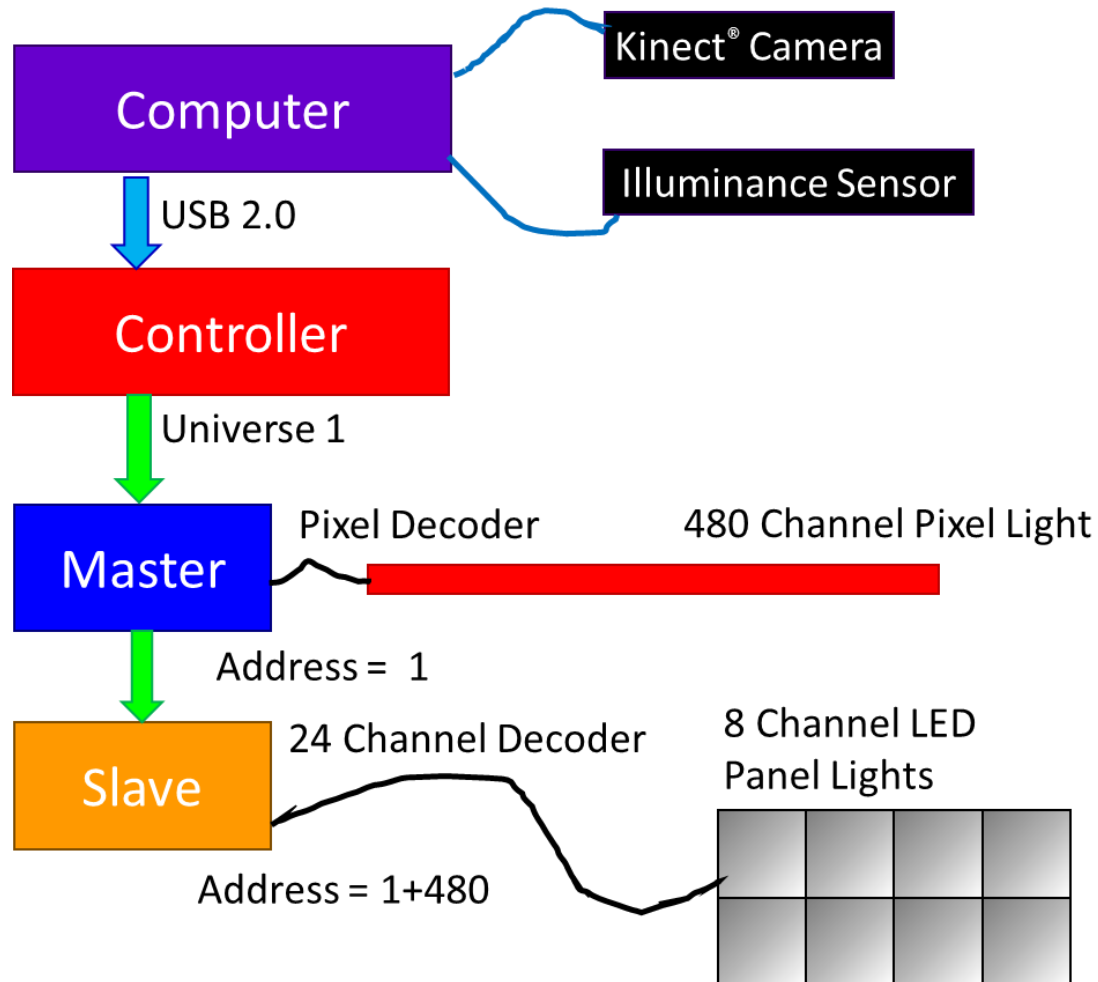 Kinect® Camera
Computer
Illuminance Sensor
USB 2.0
Controller
Universe 1
Pixel Decoder
480 Channel Pixel Light
Master
Address = 1
24 Channel Decoder
8 Channel LED
Panel Lights
Slave
Address = 1+480